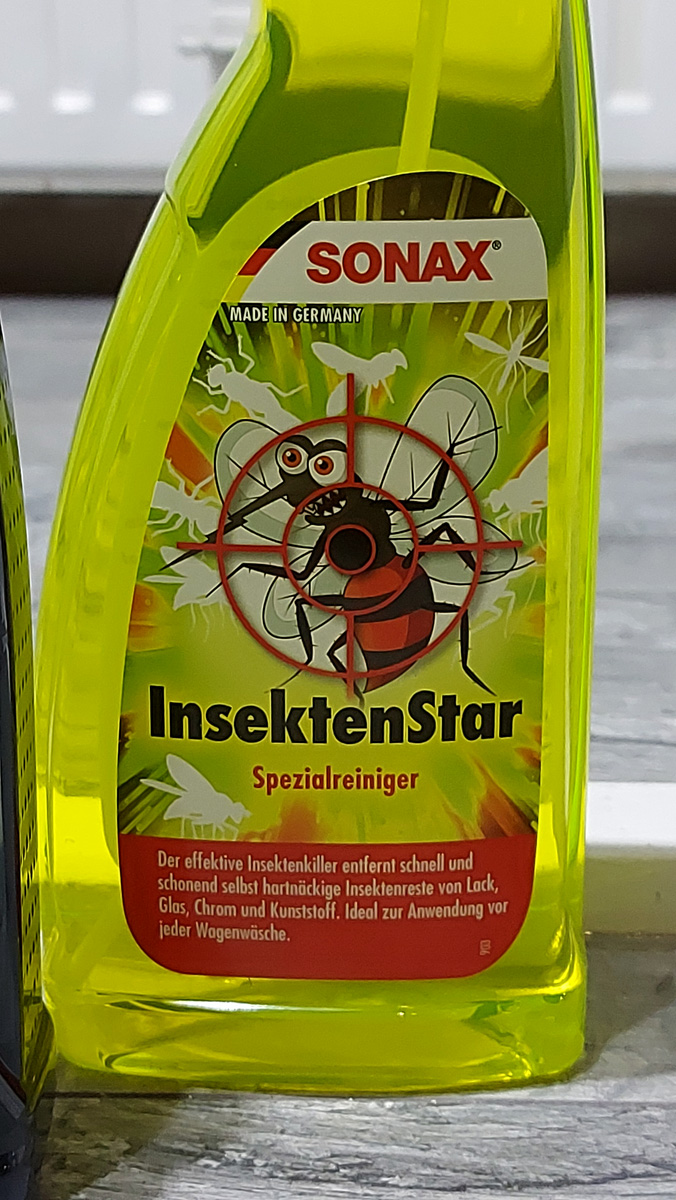 SONAX®
MADE IN GERMANY
InsektenStar
Spezialreiniger
Der effektive Insektenkiller entfernt schnell und
schonend selbst hartnäckige Insektenreste von Lack,
Glas, Chrom und Kunststoff. Ideal zur Anwendung vor
jeder Wagenwäsche.